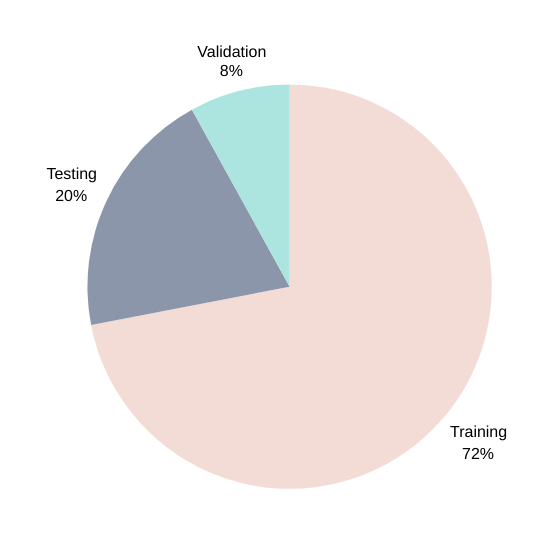 Validation
8%
Testing
20%
Training
72%